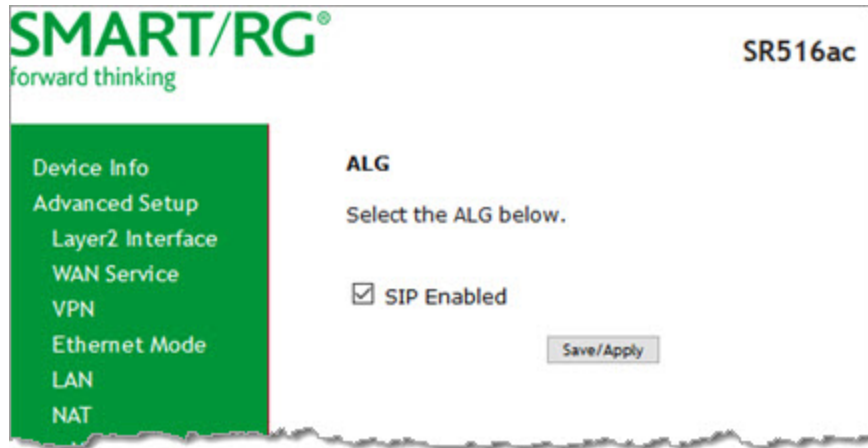 SMART/RG®
forward thinking
SR516ac
Device Info
Advanced Setup
Layer2 Interface
WAN Service
VPN
Ethernet Mode
LAN
NAT
ALG
Select the ALG below.
SIP Enabled
Save/Apply